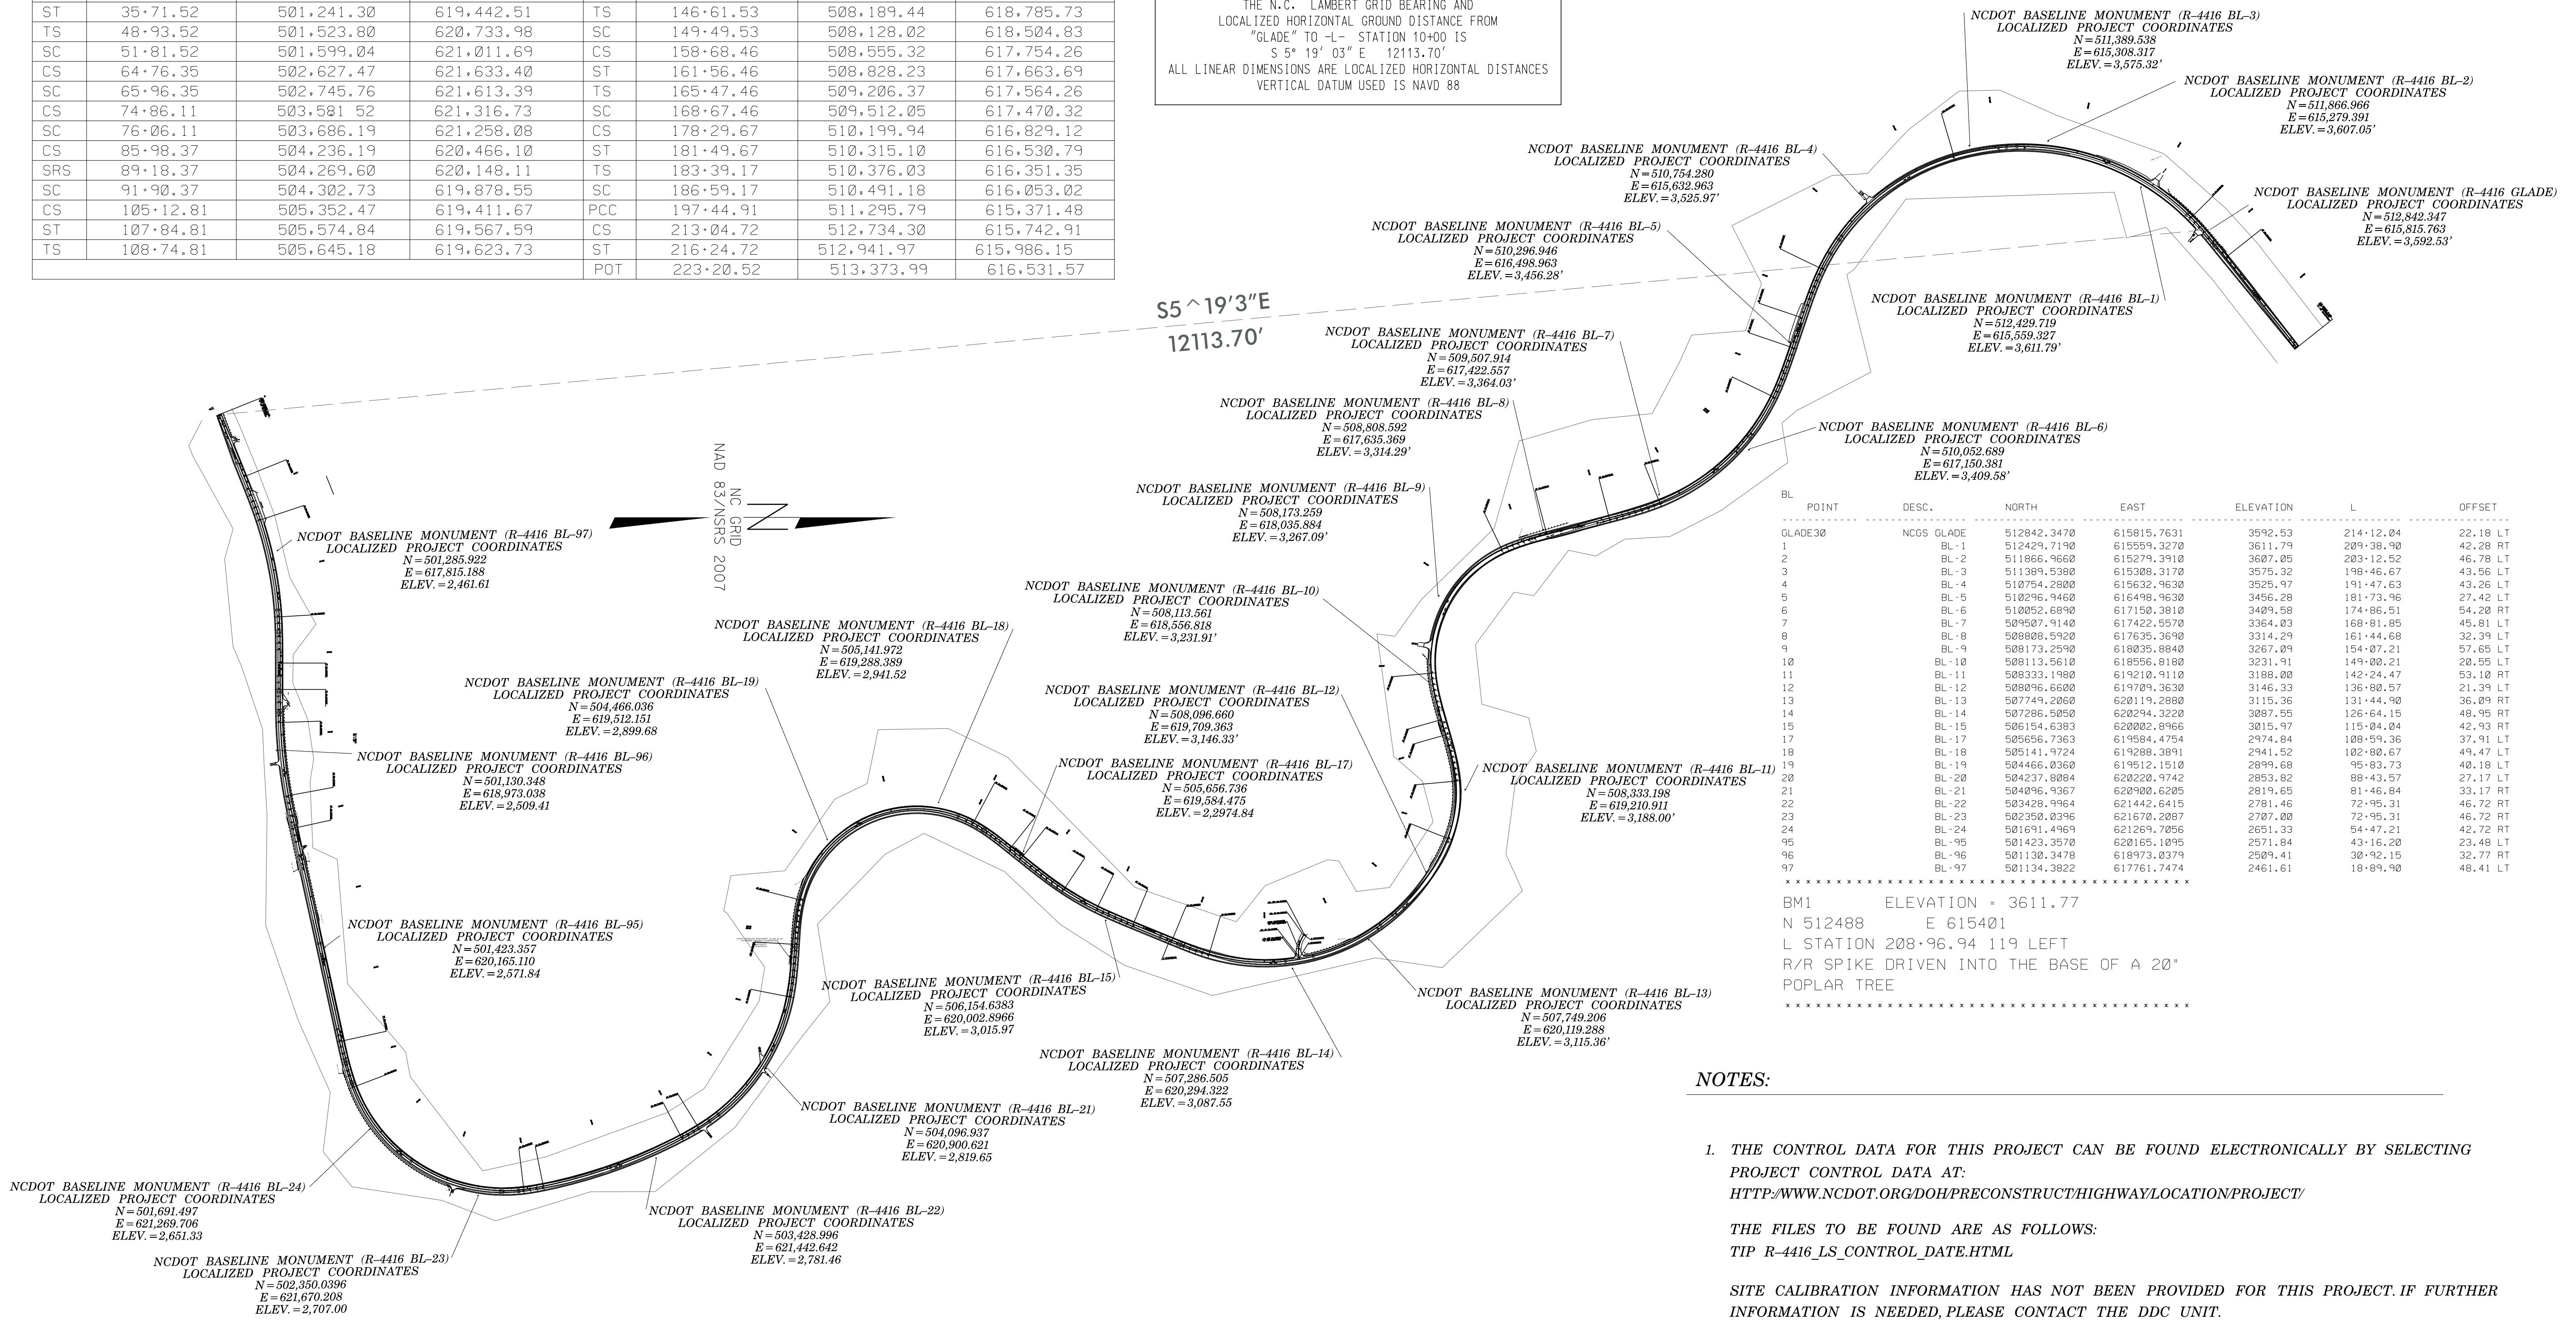 ST 35+71.52 501,241.30 619,442.51 TS 146+61.53 508,189.44 618,785.73
TS 48+93.52 501,523.80 620,733.98 SC 149+49.53 508,128.02 618,504.83
SC 51+81.52 501,599.04 621,011.69 CS 158+68.46 508,555.32 617,754.26
CS 64+76.35 502,627.47 621,633.40 ST 161+56.46 508,828.23 617,663.69
SC 65+96.35 502,745.76 621,613.39 TS 165+47.46 509,206.37 617,564.26
CS 74+86.11 503,581 52 621,316.73 SC 168+67.46 509,512.05 617,470.32
SC 76+06.11 503,686.19 621,258.08 CS 178+29.67 510,199.94 616,829.12
CS 85+98.37 504,236.19 620,466.10 ST 181+49.67 510,315.10 616,530.79
SRS 89+18.37 504,269.60 620,148.11 TS 183+39.17 510,376.03 616,351.35
SC 91+90.37 504,302.73 619,878.55 SC 186+59.17 510,491.18 616,053.02
CS 105+12.81 505,352.47 619,411.67 PCC 197+44.91 511,295.79 615,371.48
ST 107+84.81 505,574.84 619,567.59 CS 213+04.72 512,734.30 615,742.91
TS 108+74.81 505,645.18 619,623.73 ST 216+24.72 512,941.97 615,986.15
POT 223+20.52 513,373.99 616,531.57
THE N.C. LAMBERT GRID BEARING AND
LOCALIZED HORIZONTAL GROUND DISTANCE FROM
"GLADE" TO -L- STATION 10+00 IS
S 5° 19' 03" E 12113.70'
ALL LINEAR DIMENSIONS ARE LOCALIZED HORIZONTAL DISTANCES
VERTICAL DATUM USED IS NAVD 88
NCDOT BASELINE MONUMENT (R–4416 BL–3)
LOCALIZED PROJECT COORDINATES
N=511,389.538
E=615,308.317
ELEV.=3,575.32'
NCDOT BASELINE MONUMENT (R–4416 BL–2)
LOCALIZED PROJECT COORDINATES
N=511,866.966
E=615,279.391
ELEV.=3,607.05'
NCDOT BASELINE MONUMENT (R–4416 BL–4)
LOCALIZED PROJECT COORDINATES
N=510,754.280
E=615,632.963
ELEV.=3,525.97'
NCDOT BASELINE MONUMENT (R–4416 GLADE)
LOCALIZED PROJECT COORDINATES
N=512,842.347
E=615,815.763
ELEV.=3,592.53'
NCDOT BASELINE MONUMENT (R–4416 BL–5)
LOCALIZED PROJECT COORDINATES
N=510,296.946
E=616,498.963
ELEV.=3,456.28'
NCDOT BASELINE MONUMENT (R–4416 BL–1)
LOCALIZED PROJECT COORDINATES
N=512,429.719
E=615,559.327
ELEV.=3,611.79'
S5^19'3"E
12113.70'
NCDOT BASELINE MONUMENT (R–4416 BL–7)
LOCALIZED PROJECT COORDINATES
N=509,507.914
E=617,422.557
ELEV.=3,364.03'
NCDOT BASELINE MONUMENT (R–4416 BL–8)
LOCALIZED PROJECT COORDINATES
N=508,808.592
E=617,635.369
ELEV.=3,314.29'
NCDOT BASELINE MONUMENT (R–4416 BL–6)
LOCALIZED PROJECT COORDINATES
N=510,052.689
E=617,150.381
ELEV.=3,409.58'
NCDOT BASELINE MONUMENT (R–4416 BL–9)
LOCALIZED PROJECT COORDINATES
N=508,173.259
E=618,035.884
ELEV.=3,267.09'
NC GRID
NAD 83/NSRS 2007
NCDOT BASELINE MONUMENT (R–4416 BL–97)
LOCALIZED PROJECT COORDINATES
N=501,285.922
E=617,815.188
ELEV.=2,461.61
NCDOT BASELINE MONUMENT (R–4416 BL–10)
LOCALIZED PROJECT COORDINATES
N=508,113.561
E=618,556.818
ELEV.=3,231.91'
NCDOT BASELINE MONUMENT (R–4416 BL–18)
LOCALIZED PROJECT COORDINATES
N=505,141.972
E=619,288.389
ELEV.=2,941.52
NCDOT BASELINE MONUMENT (R–4416 BL–19)
LOCALIZED PROJECT COORDINATES
N=504,466.036
E=619,512.151
ELEV.=2,899.68
NCDOT BASELINE MONUMENT (R–4416 BL–12)
LOCALIZED PROJECT COORDINATES
N=508,096.660
E=619,709.363
ELEV.=3,146.33'
NCDOT BASELINE MONUMENT (R–4416 BL–96)
LOCALIZED PROJECT COORDINATES
N=501,130.348
E=618,973.038
ELEV.=2,509.41
NCDOT BASELINE MONUMENT (R–4416 BL–17)
LOCALIZED PROJECT COORDINATES
N=505,656.736
E=619,584.475
ELEV.=2,2974.84
NCDOT BASELINE MONUMENT (R–4416 BL–11)
LOCALIZED PROJECT COORDINATES
N=508,333.198
E=619,210.911
ELEV.=3,188.00'
NCDOT BASELINE MONUMENT (R–4416 BL–95)
LOCALIZED PROJECT COORDINATES
N=501,423.357
E=620,165.110
ELEV.=2,571.84
NCDOT BASELINE MONUMENT (R–4416 BL–15)
LOCALIZED PROJECT COORDINATES
N=506,154.6383
E=620,002.8966
ELEV.=3,015.97
NCDOT BASELINE MONUMENT (R–4416 BL–13)
LOCALIZED PROJECT COORDINATES
N=507,749.206
E=620,119.288
ELEV.=3,115.36'
NCDOT BASELINE MONUMENT (R–4416 BL–14)
LOCALIZED PROJECT COORDINATES
N=507,286.505
E=620,294.322
ELEV.=3,087.55
NCDOT BASELINE MONUMENT (R–4416 BL–21)
LOCALIZED PROJECT COORDINATES
N=504,096.937
E=620,900.621
ELEV.=2,819.65
NCDOT BASELINE MONUMENT (R–4416 BL–24)
LOCALIZED PROJECT COORDINATES
N=501,691.497
E=621,269.706
ELEV.=2,651.33
NCDOT BASELINE MONUMENT (R–4416 BL–22)
LOCALIZED PROJECT COORDINATES
N=503,428.996
E=621,442.642
ELEV.=2,781.46
NCDOT BASELINE MONUMENT (R–4416 BL–23)
LOCALIZED PROJECT COORDINATES
N=502,350.0396
E=621,670.208
ELEV.=2,707.00
BL
POINT DESC. NORTH EAST ELEVATION L OFFSET
GLADE30 NCGS GLADE 512842.3470 615815.7631 3592.53 214+12.04 22.18 LT
1 BL-1 512429.7190 615559.3270 3611.79 209+38.90 42.28 RT
2 BL-2 511866.9660 615279.3910 3607.05 203+12.52 46.78 LT
3 BL-3 511389.5380 615308.3170 3575.32 198+46.67 43.56 LT
4 BL-4 510754.2800 615632.9630 3525.97 191+47.63 43.26 LT
5 BL-5 510296.9460 616498.9630 3456.28 181+73.96 27.42 LT
6 BL-6 510052.6890 617150.3810 3409.58 174+86.51 54.20 RT
7 BL-7 509507.9140 617422.5570 3364.03 168+81.85 45.81 LT
8 BL-8 508808.5920 617635.3690 3314.29 161+44.68 32.39 LT
9 BL-9 508173.2590 618035.8840 3267.09 154+07.21 57.65 LT
10 BL-10 508113.5610 618556.8180 3231.91 149+00.21 20.55 LT
11 BL-11 508333.1980 619210.9110 3188.00 142+24.47 53.10 RT
12 BL-12 508096.6600 619709.3630 3146.33 136+80.57 21.39 LT
13 BL-13 507749.2060 620119.2880 3115.36 131+44.90 36.09 RT
14 BL-14 507286.5050 620294.3220 3087.55 126+64.15 48.95 RT
15 BL-15 506154.6383 620002.8966 3015.97 115+04.04 42.93 RT
17 BL-17 505656.7363 619584.4754 2974.84 108+59.36 37.91 LT
18 BL-18 505141.9724 619288.3891 2941.52 102+80.67 49.47 LT
19 BL-19 504466.0360 619512.1510 2899.68 95+83.73 40.18 LT
20 BL-20 504237.8084 620220.9742 2853.82 88+43.57 27.17 LT
21 BL-21 504096.9367 620900.6205 2819.65 81+46.84 33.17 RT
22 BL-22 503428.9964 621442.6415 2781.46 72+95.31 46.72 RT
23 BL-23 502350.0396 621670.2087 2707.00 72+95.31 46.72 RT
24 BL-24 501691.4969 621269.7056 2651.33 54+47.21 42.72 RT
95 BL-95 501423.3570 620165.1095 2571.84 43+16.20 23.48 LT
96 BL-96 501130.3478 618973.0379 2509.41 30+92.15 32.77 RT
97 BL-97 501134.3822 617761.7474 2461.61 18+89.90 48.41 LT
BM1 ELEVATION = 3611.77
N 512488 E 615401
L STATION 208+96.94 119 LEFT
R/R SPIKE DRIVEN INTO THE BASE OF A 20"
POPLAR TREE
NOTES:
1. THE CONTROL DATA FOR THIS PROJECT CAN BE FOUND ELECTRONICALLY BY SELECTING
PROJECT CONTROL DATA AT:
HTTP://WWW.NCDOT.ORG/DOH/PRECONSTRUCT/HIGHWAY/LOCATION/PROJECT/
THE FILES TO BE FOUND ARE AS FOLLOWS:
TIP R–4416_LS_CONTROL_DATE.HTML
SITE CALIBRATION INFORMATION HAS NOT BEEN PROVIDED FOR THIS PROJECT. IF FURTHER
INFORMATION IS NEEDED, PLEASE CONTACT THE DDC UNIT.